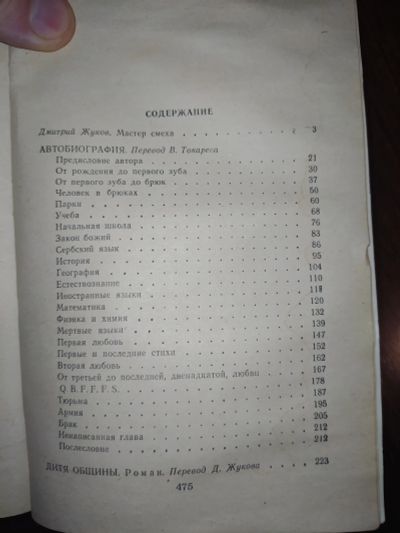 СОДЕРЖАНИЕ
Дмитрий Жуков. Мастер смеха . . . . . . . . 3
АВТОБИОГРАФИЯ. Перевод В. Токарева
Предисловие автора . . . . . . . . 21
От рождения до первого зуба . . . . . . . . 30
От первого зуба до брюк . . . . . . . . 37
Человек в брюках . . . . . . . . 50
Парки . . . . . . . . 60
Учеба . . . . . . . . 68
Начальная школа . . . . . . . . 76
Закон божий . . . . . . . . 83
Сербский язык . . . . . . . . 86
История . . . . . . . . 95
География . . . . . . . . 104
Естествознание . . . . . . . . 110
Иностранные языки . . . . . . . . 117
Математика . . . . . . . . 120
Физика и химия . . . . . . . . 132
Мертвые языки . . . . . . . . 139
Первая любовь . . . . . . . . 147
Первые и последние стихи . . . . . . . . 152
Вторая любовь . . . . . . . . 162
От третьей до последней, двенадцатой, любви . . 167
Q. B. F. F. F. S. . . . . . . . . 178
Тюрьма . . . . . . . . 187
Армия . . . . . . . . 195
Брак . . . . . . . . 205
Ненаписанная глава . . . . . . . . 212
Послесловие . . . . . . . . 212
ДИТЯ ОБЩИНЫ. Роман. Перевод Д. Жукова . . . . 223
475